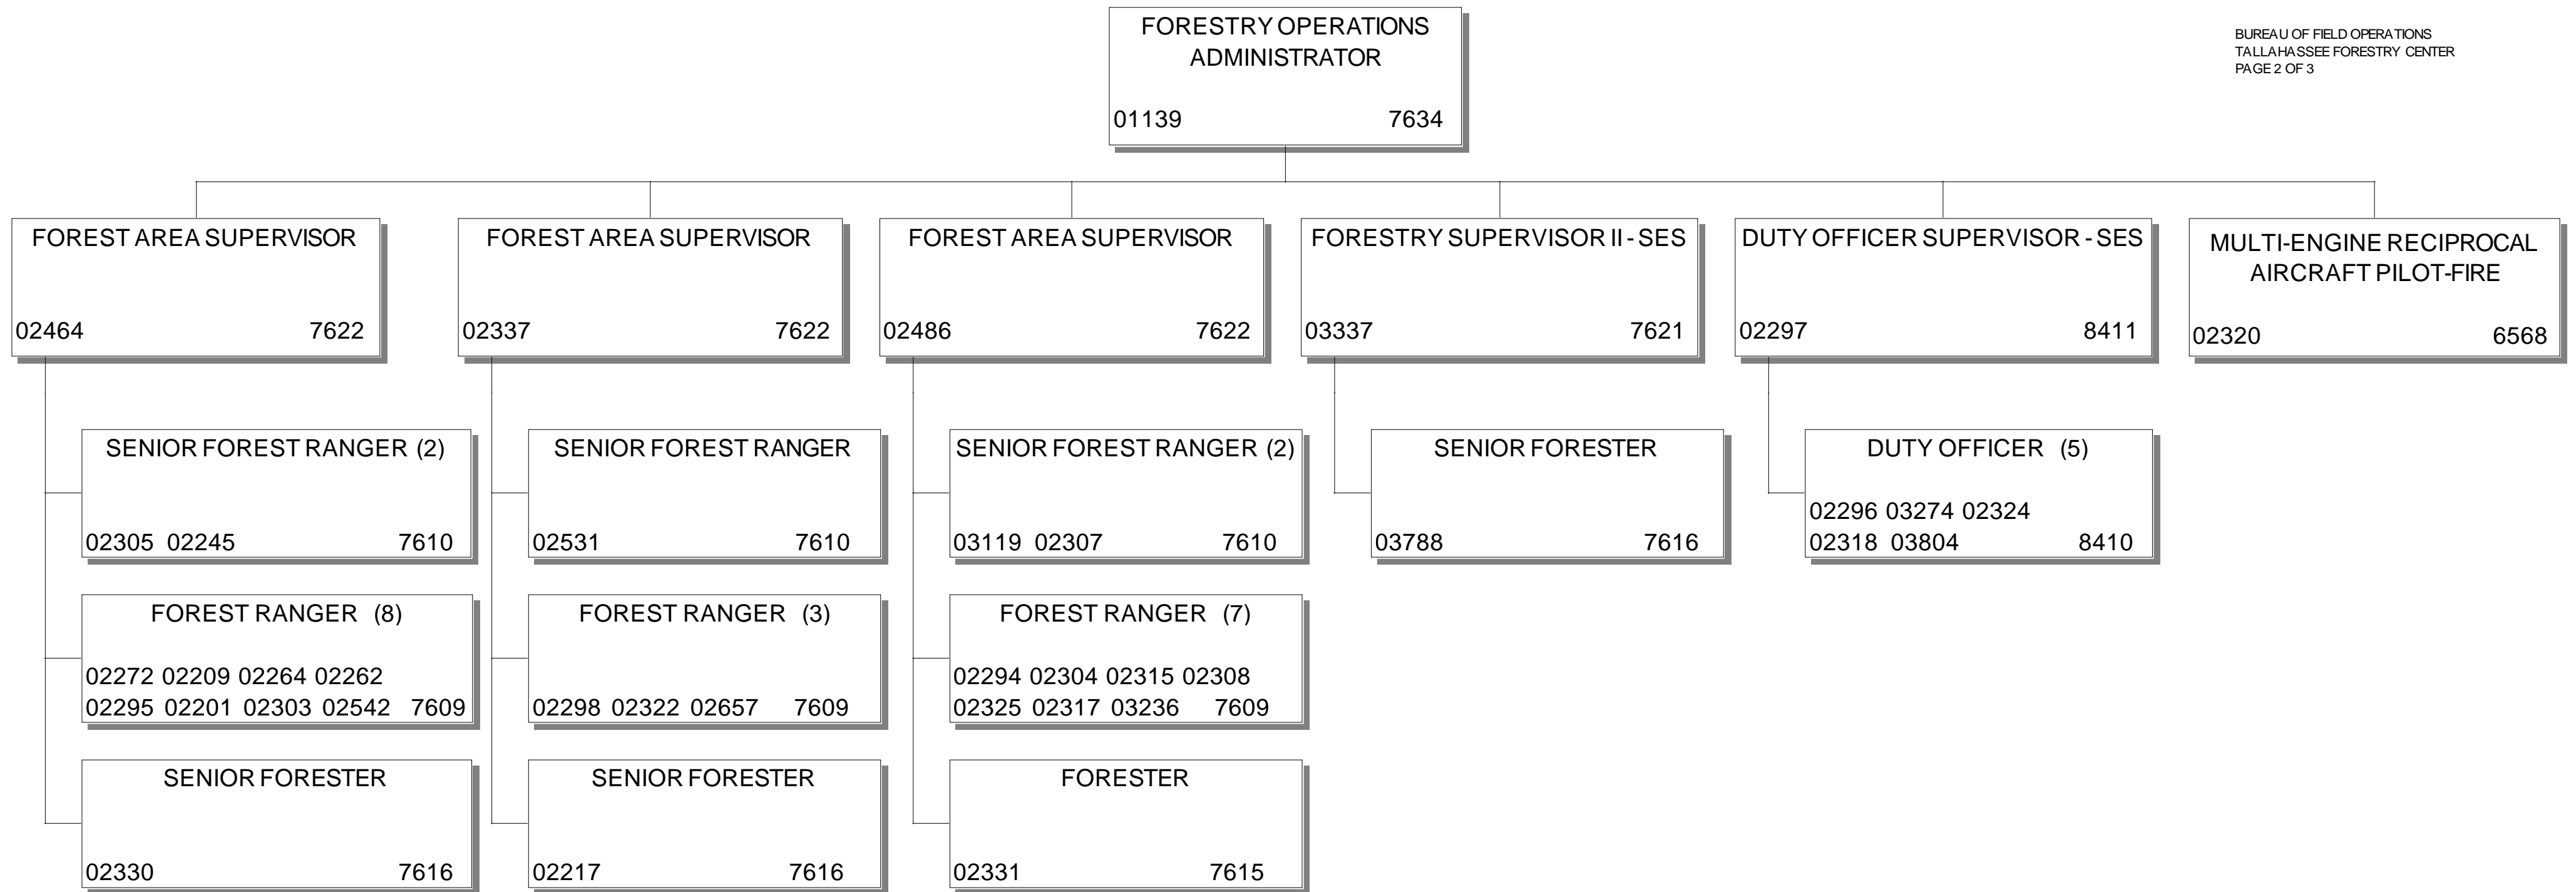 FORESTRY OPERATIONS
ADMINISTRATOR
01139 7634
BUREAU OF FIELD OPERATIONS
TALLAHASSEE FORESTRY CENTER
PAGE 2 OF 3
FOREST AREA SUPERVISOR
02464 7622
FOREST AREA SUPERVISOR
02337 7622
FOREST AREA SUPERVISOR
02486 7622
FORESTRY SUPERVISOR II - SES
03337 7621
DUTY OFFICER SUPERVISOR - SES
02297 8411
MULTI-ENGINE RECIPROCAL
AIRCRAFT PILOT-FIRE
02320 6568
SENIOR FOREST RANGER (2)
02305 02245 7610
SENIOR FOREST RANGER
02531 7610
SENIOR FOREST RANGER (2)
03119 02307 7610
SENIOR FORESTER
03788 7616
DUTY OFFICER (5)
02296 03274 02324
02318 03804 8410
FOREST RANGER (8)
02272 02209 02264 02262
02295 02201 02303 02542 7609
FOREST RANGER (3)
02298 02322 02657 7609
FOREST RANGER (7)
02294 02304 02315 02308
02325 02317 03236 7609
SENIOR FORESTER
02330 7616
SENIOR FORESTER
02217 7616
FORESTER
02331 7615